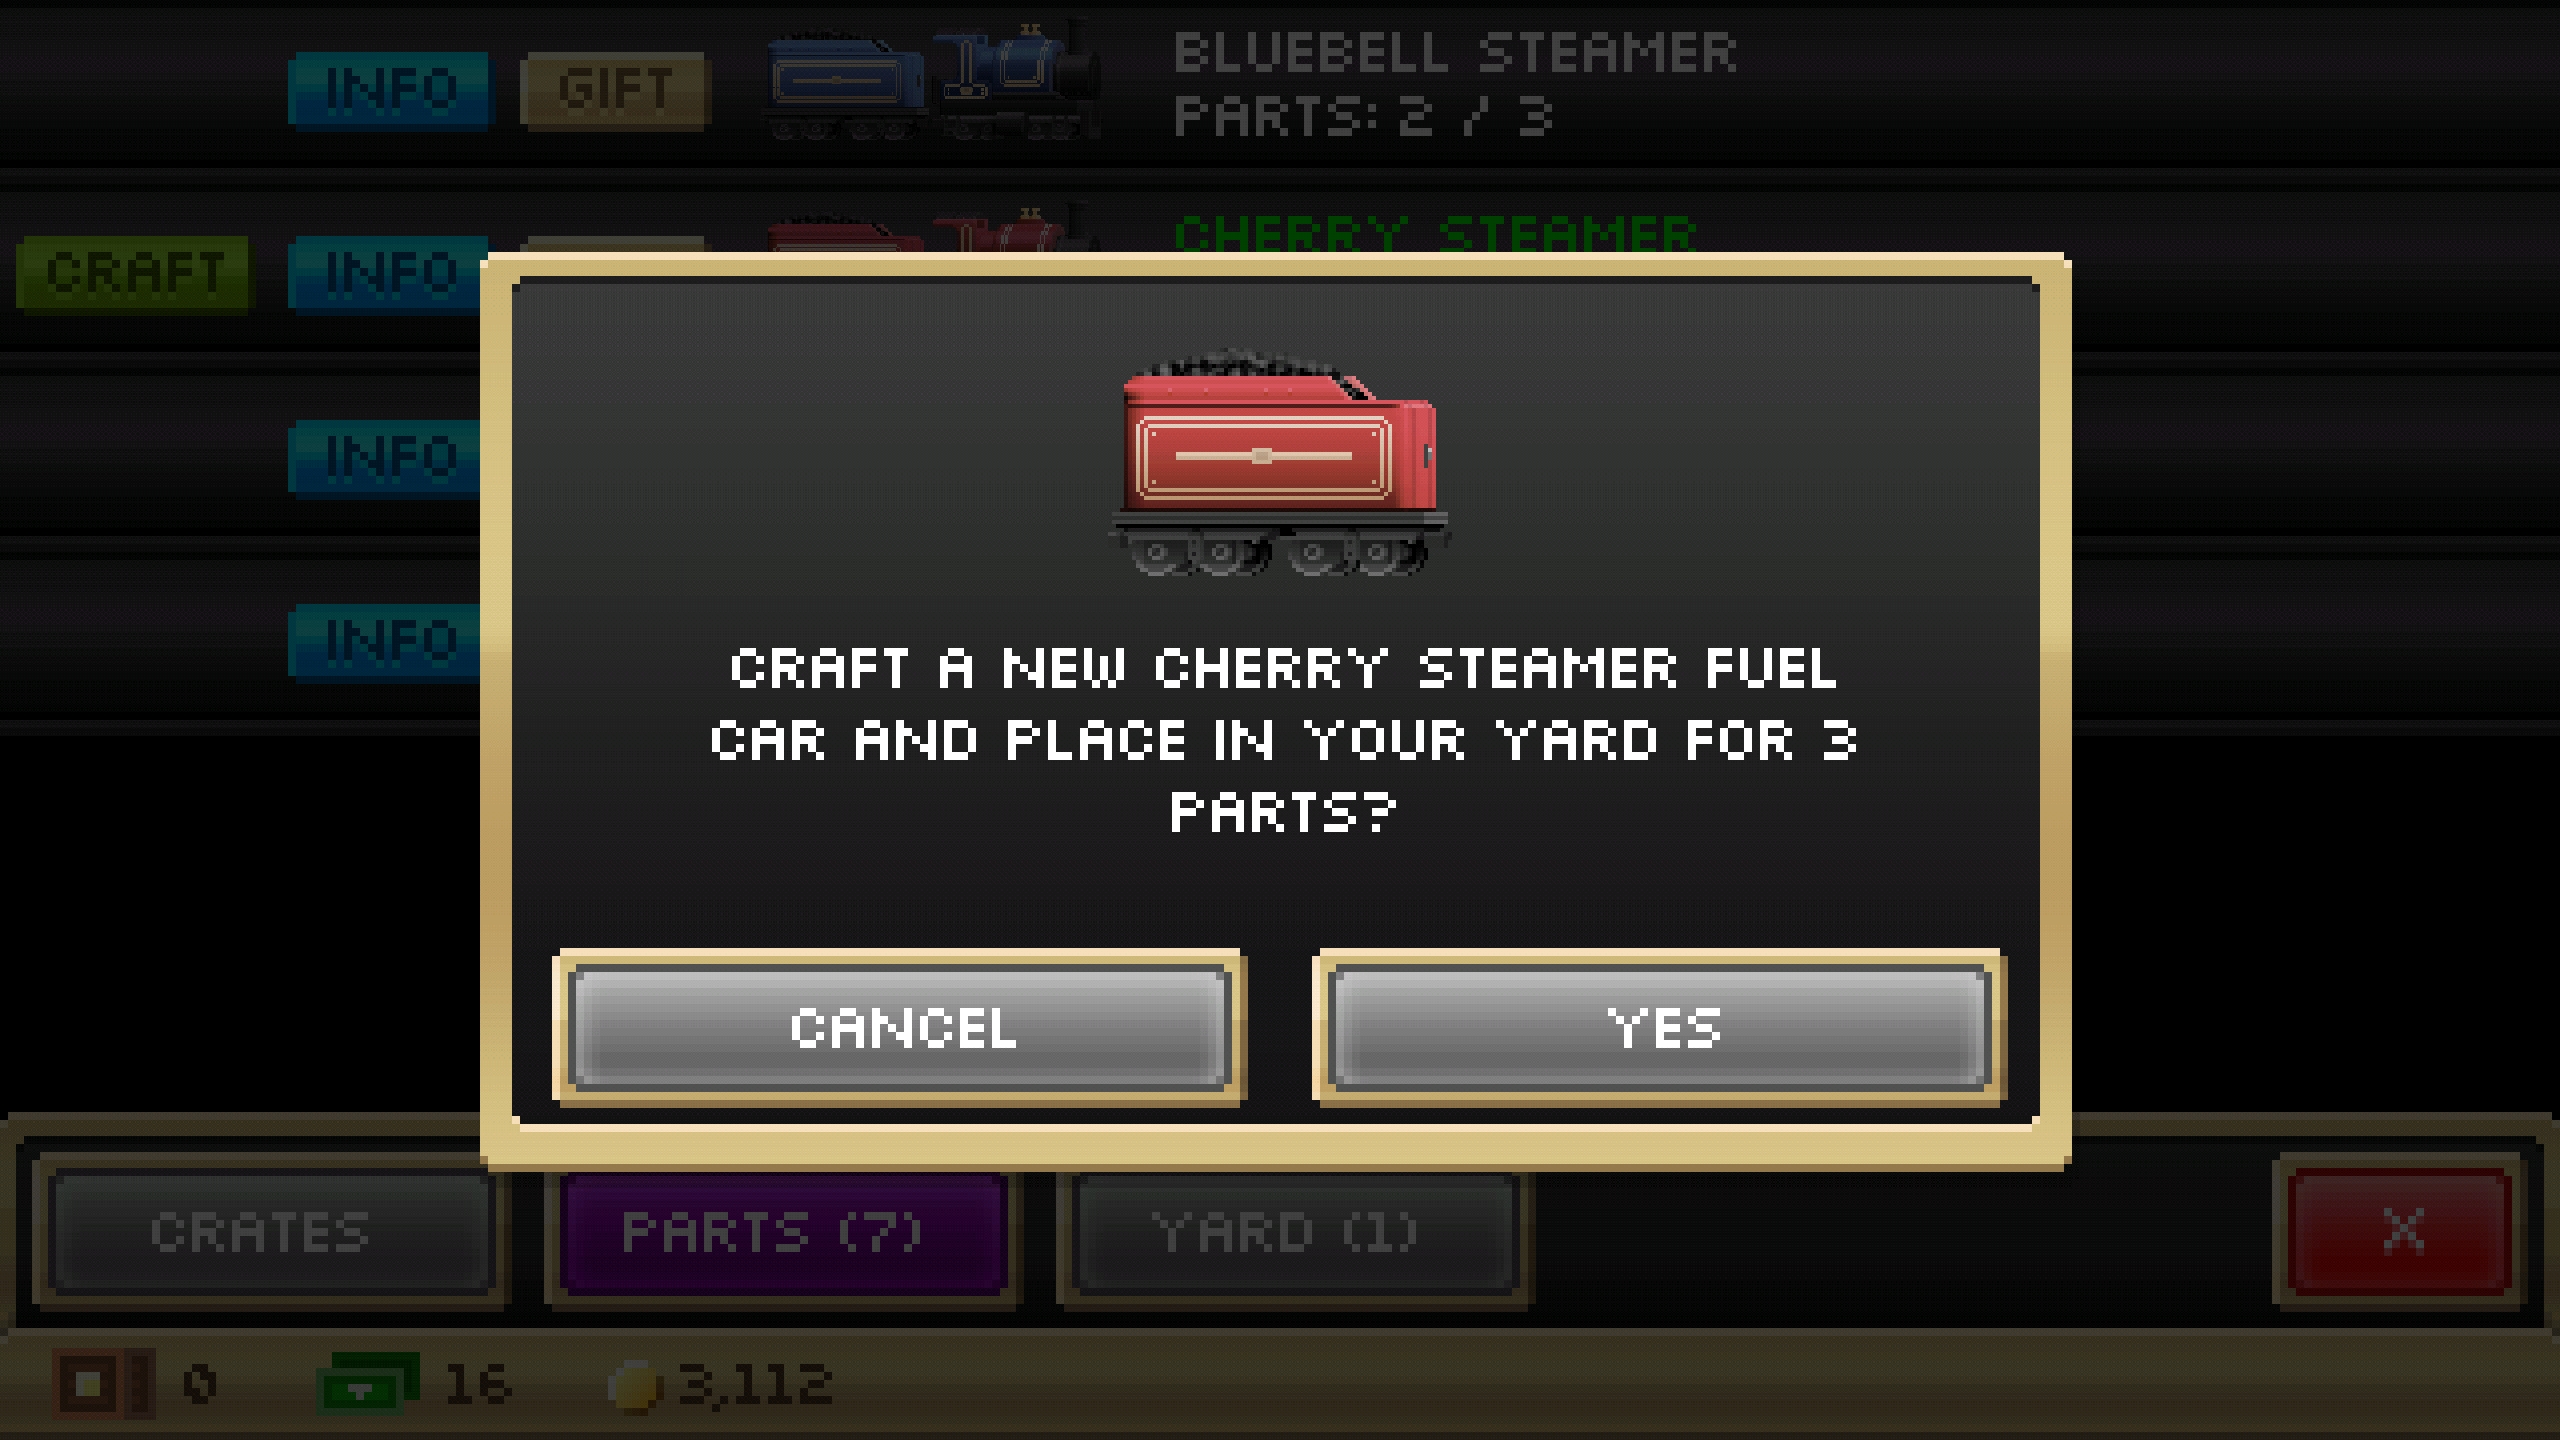 INFO GIFT BLUEBELL STEAMER
PARTS: 2 / 3
CRAFT INFO CHERRY STEAMER
INFO
INFO
CRAFT A NEW CHERRY STEAMER FUEL
CAR AND PLACE IN YOUR YARD FOR 3
PARTS?
CANCEL YES
CRATES PARTS (7) YARD (1) X
0 16 3,112